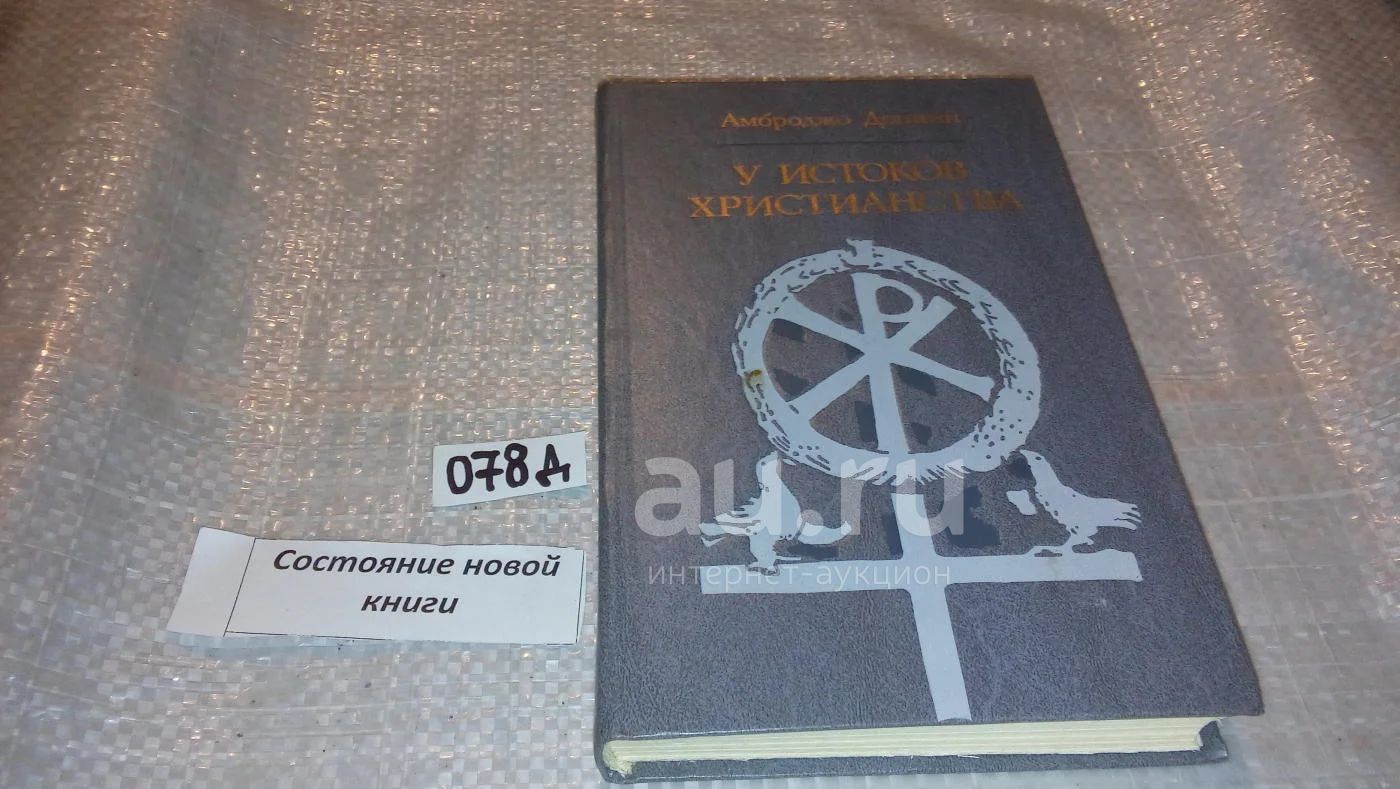 Амброджо Донини
У ИСТОКОВ
ХРИСТИАНСТВА
078Д
Состояние новой
книги
au.ru
интернет-аукцион